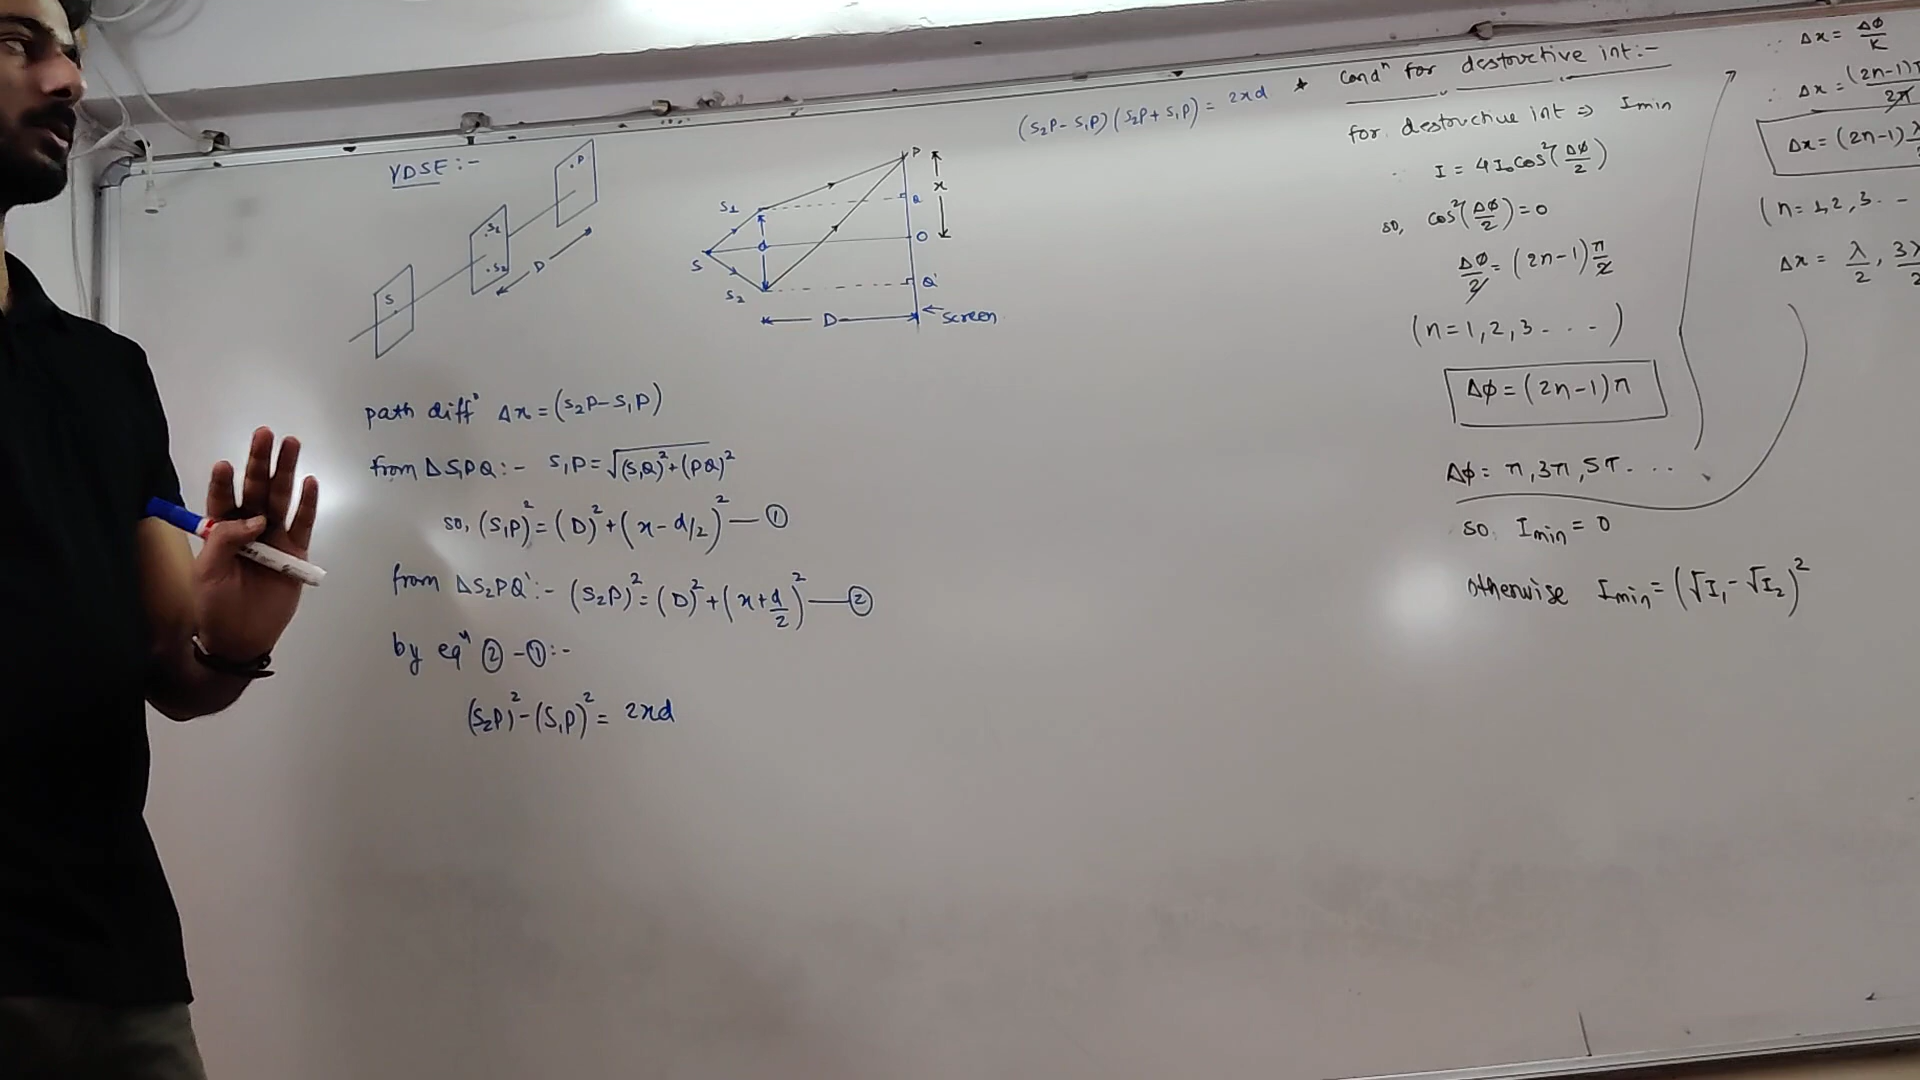 YDSE :-
S
S₁
S₂
D
P
S
S₁
S₂
d
P
x
Q
O
Q'
D
screen
path diffⁿ Δx = (S₂P - S₁P)
from ΔS₁PQ :- S₁P = √(S₁Q)² + (PQ)²
so, (S₁P)² = (D)² + (x - d/2)² — ①
from ΔS₂PQ' :- (S₂P)² = (D)² + (x + d/2)² — ②
by eqⁿ ② - ① :-
(S₂P)² - (S₁P)² = 2xd
(S₂P - S₁P) (S₂P + S₁P) = 2xd
* Condⁿ for destructive int :-
for destructive int ⇒ Imin
I = 4I₀cos²(Δϕ/2)
so, cos²(Δϕ/2) = 0
Δϕ/2 = (2n-1)π/2
(n = 1, 2, 3 - - - )
Δϕ = (2n-1)π
Δϕ = π, 3π, 5π . . . .
so, Imin = 0
otherwise Imin = (√I₁ - √I₂)²
∵ Δx = Δϕ/K
∴ Δx = (2n-1)π/2π
Δx = (2n-1)
(n = 1, 2, 3 . -
Δx = λ/2, 3λ/2